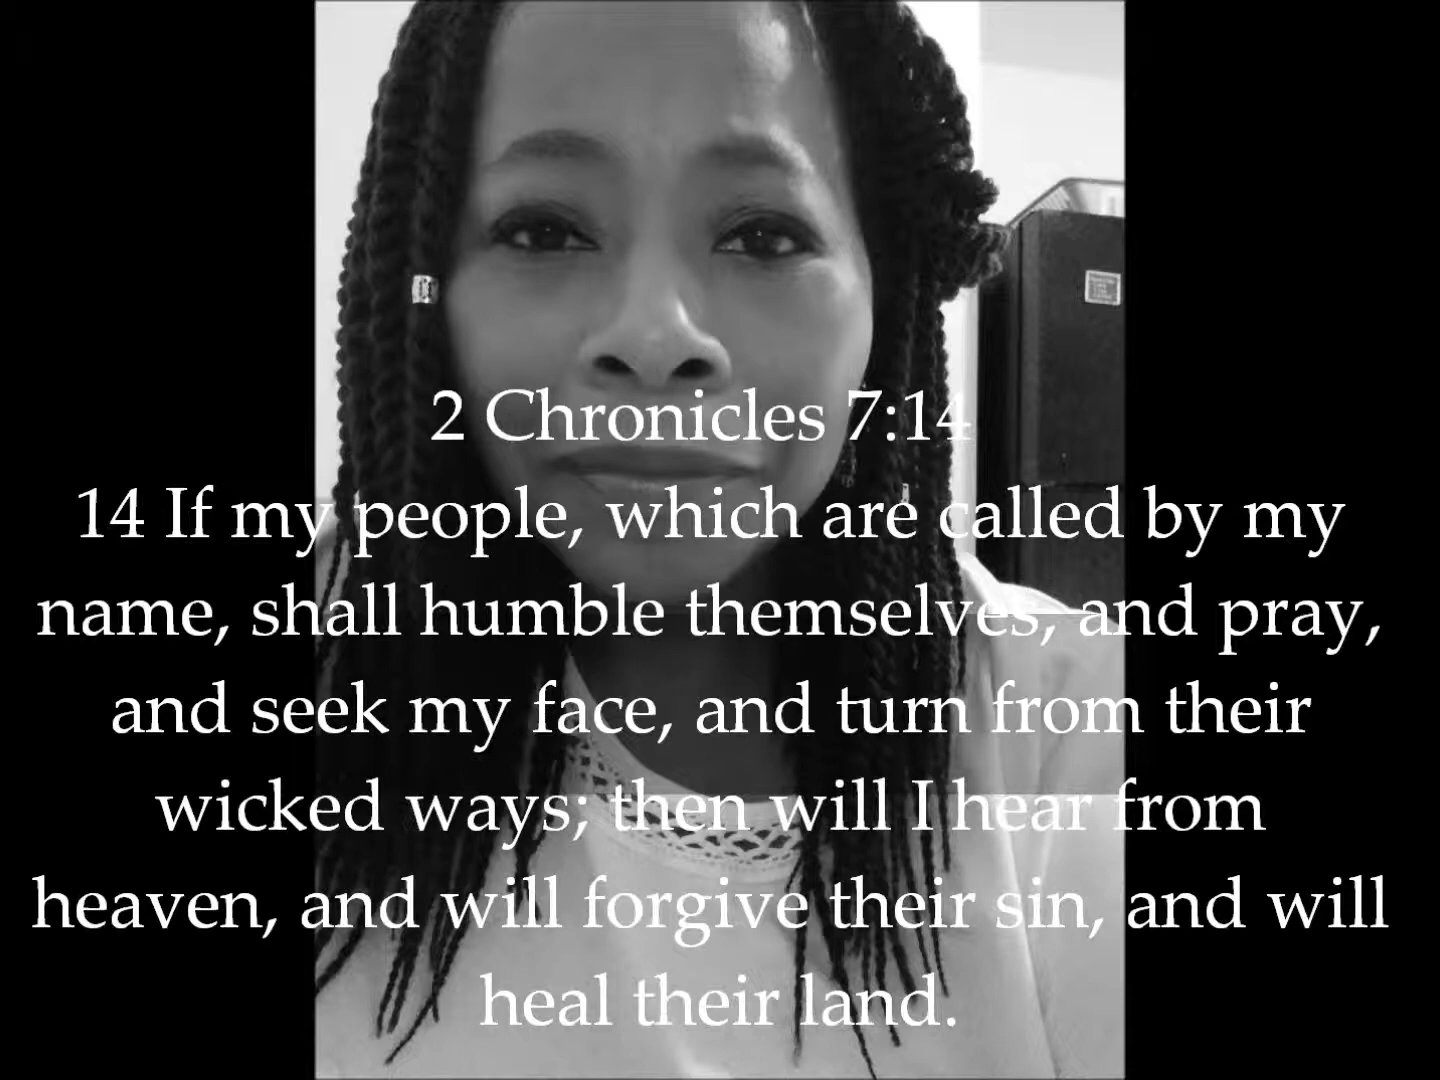 2 Chronicles 7:14
14 If my people, which are called by my
name, shall humble themselves, and pray,
and seek my face, and turn from their
wicked ways; then will I hear from
heaven, and will forgive their sin, and will
heal their land.